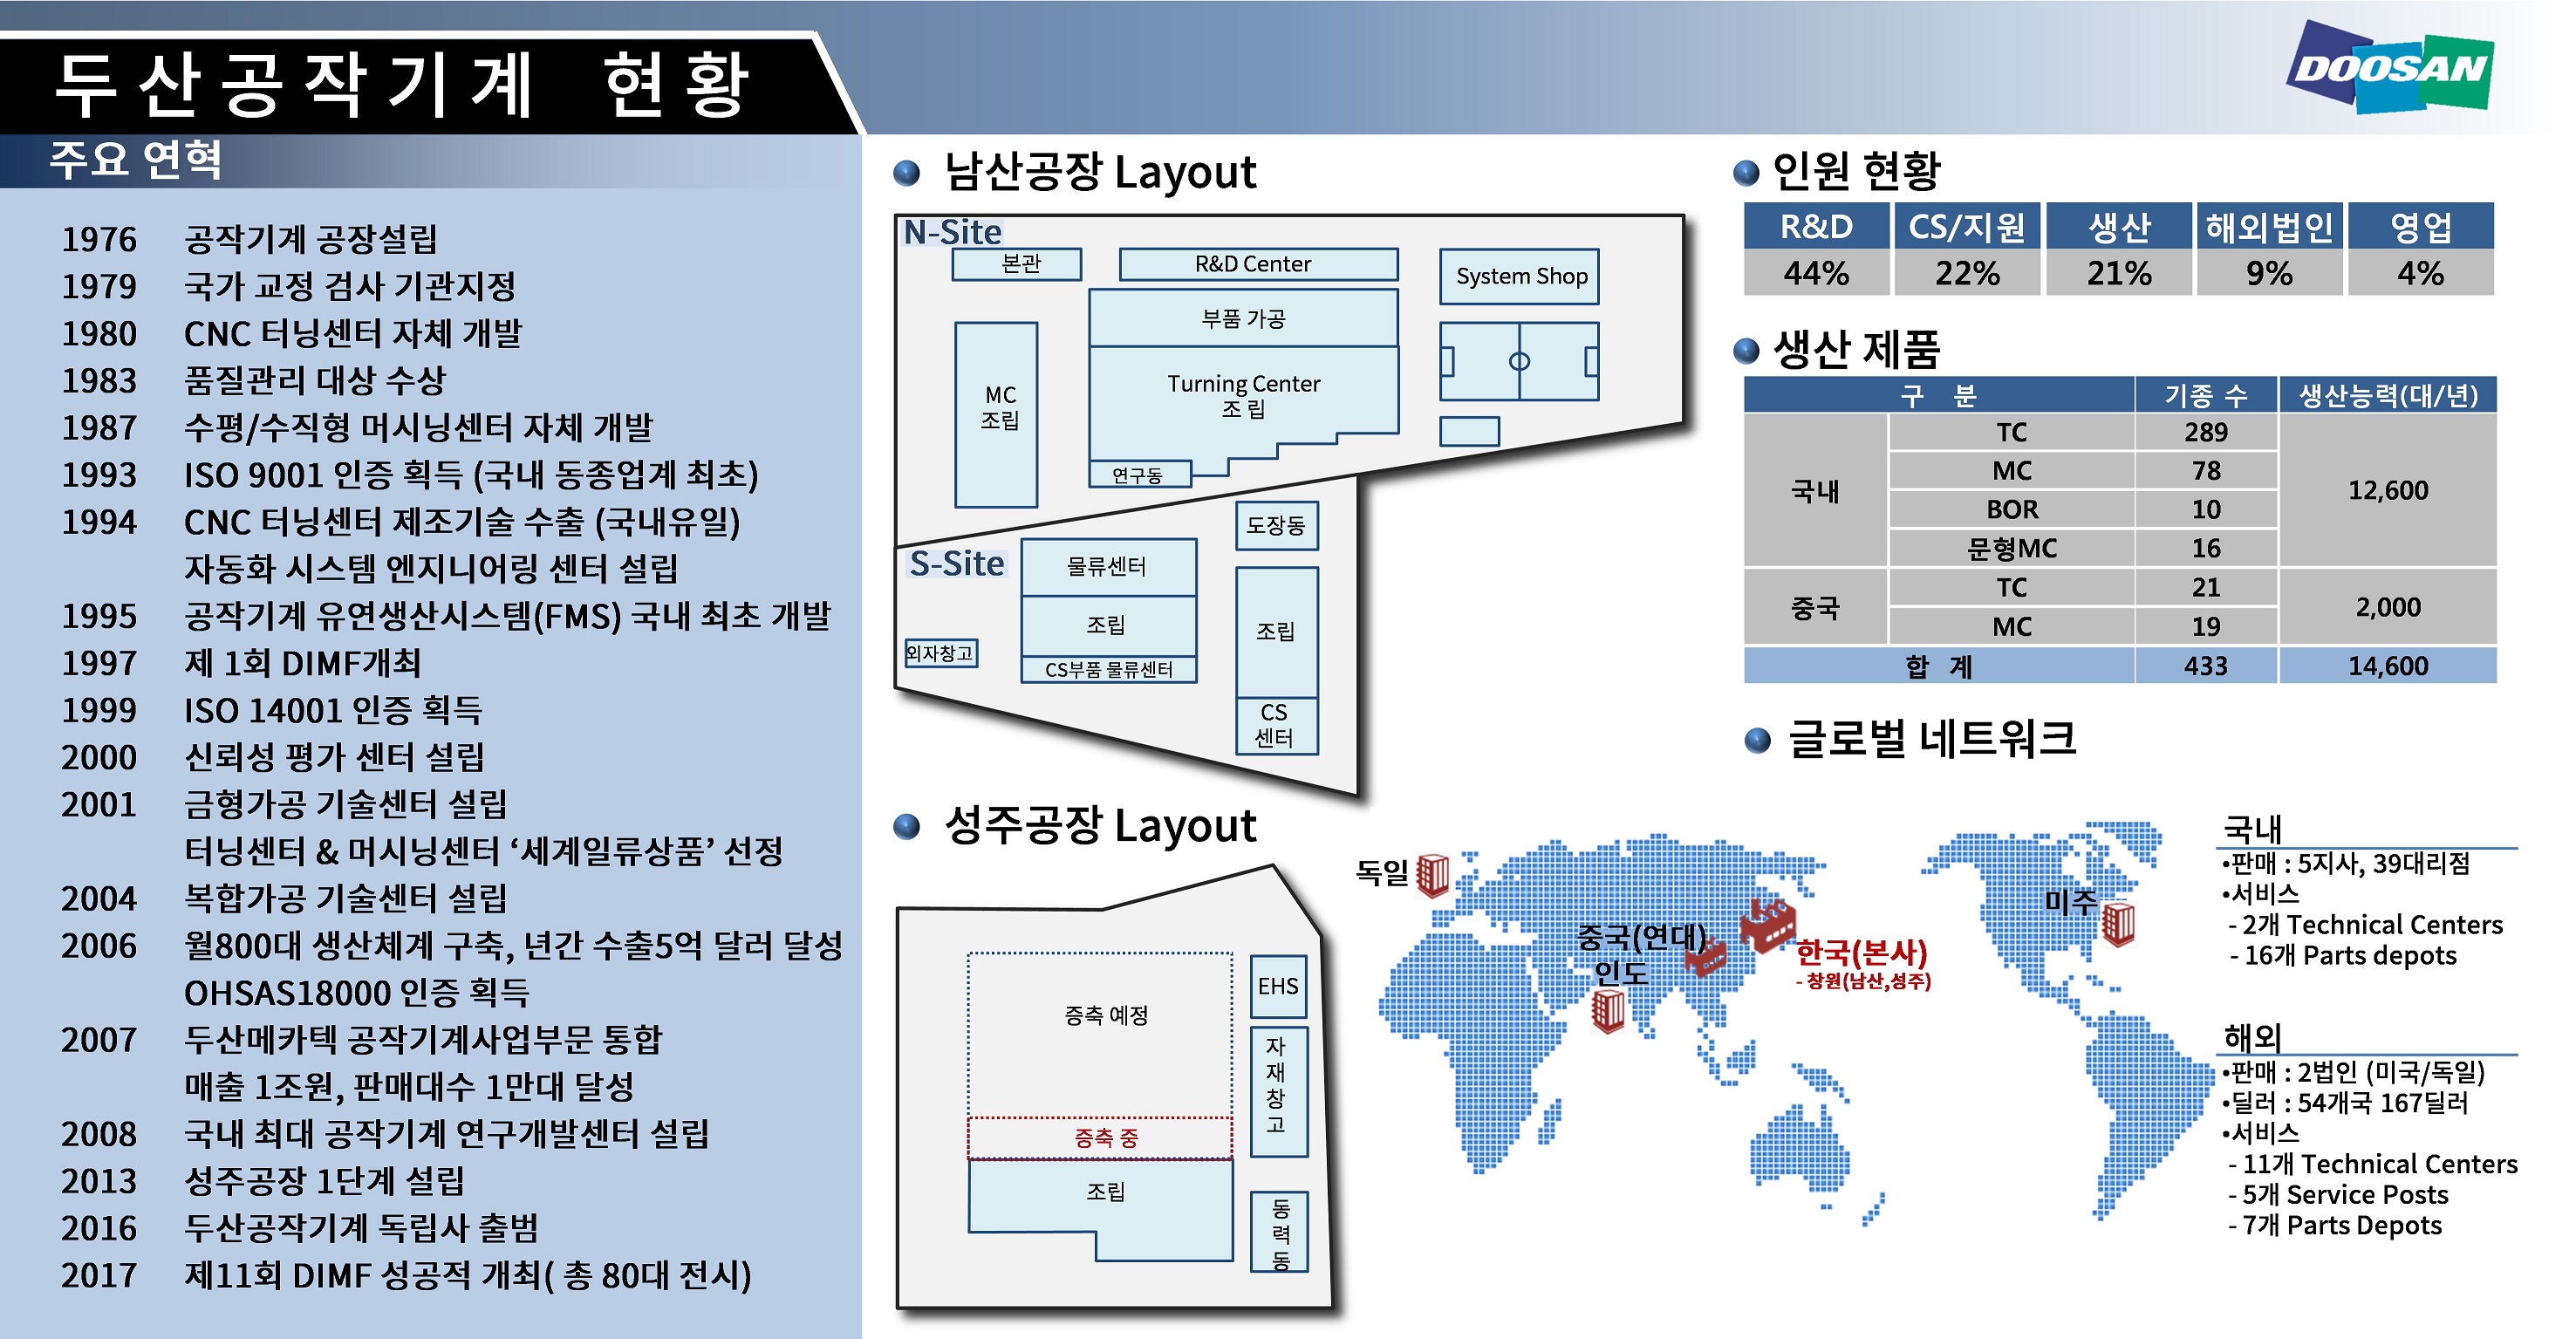 두산공작기계 현황
DOOSAN
주요 연혁
1976 공작기계 공장설립
1979 국가 교정 검사 기관지정
1980 CNC 터닝센터 자체 개발
1983 품질관리 대상 수상
1987 수평/수직형 머시닝센터 자체 개발
1993 ISO 9001 인증 획득 (국내 동종업계 최초)
1994 CNC 터닝센터 제조기술 수출 (국내유일)
자동화 시스템 엔지니어링 센터 설립
1995 공작기계 유연생산시스템(FMS) 국내 최초 개발
1997 제 1회 DIMF개최
1999 ISO 14001 인증 획득
2000 신뢰성 평가 센터 설립
2001 금형가공 기술센터 설립
터닝센터 & 머시닝센터 ‘세계일류상품’ 선정
2004 복합가공 기술센터 설립
2006 월800대 생산체계 구축, 년간 수출5억 달러 달성
OHSAS18000 인증 획득
2007 두산메카텍 공작기계사업부문 통합
매출 1조원, 판매대수 1만대 달성
2008 국내 최대 공작기계 연구개발센터 설립
2013 성주공장 1단계 설립
2016 두산공작기계 독립사 출범
2017 제11회 DIMF 성공적 개최( 총 80대 전시)
남산공장 Layout
N-Site
본관
R&D Center
System Shop
부품 가공
MC
조립
Turning Center
조 립
연구동
S-Site
도장동
물류센터
조립
조립
외자창고
CS부품 물류센터
CS
센터
성주공장 Layout
증축 예정
EHS
자
재
창
고
증축 중
조립
동
력
동
인원 현황
R&D CS/지원 생산 해외법인 영업
44% 22% 21% 9% 4%
생산 제품
구 분 기종 수 생산능력(대/년)
국내 TC 289 12,600
MC 78
BOR 10
문형MC 16
중국 TC 21 2,000
MC 19
합 계 433 14,600
글로벌 네트워크
독일
중국(연대)
인도
한국(본사)
- 창원(남산,성주)
미주
국내
•판매 : 5지사, 39대리점
•서비스
- 2개 Technical Centers
- 16개 Parts depots
해외
•판매 : 2법인 (미국/독일)
•딜러 : 54개국 167딜러
•서비스
- 11개 Technical Centers
- 5개 Service Posts
- 7개 Parts Depots